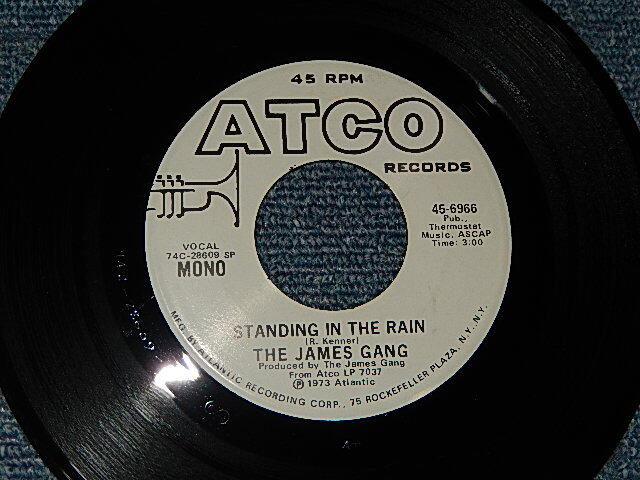 45 RPM
ATCO
RECORDS
45-6966
Pub.,
Thermostat
Music, ASCAP
Time: 3:00
VOCAL
74C-28609 SP
MONO
STANDING IN THE RAIN
(R. Kenner)
THE JAMES GANG
Produced by The James Gang
From Atco LP 7037
Ⓟ 1973 Atlantic
MFG. BY ATLANTIC RECORDING CORP., 75 ROCKEFELLER PLAZA, N.Y., N.Y.